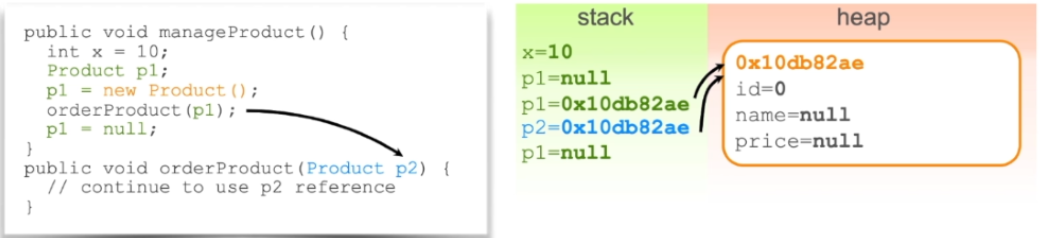 public void manageProduct() {
int x = 10;
Product p1;
p1 = new Product();
orderProduct(p1);
p1 = null;
}
public void orderProduct(Product p2) {
// continue to use p2 reference
}
stack
x=10
p1=null
p1=0x10db82ae
p2=0x10db82ae
p1=null
heap
0x10db82ae
id=0
name=null
price=null